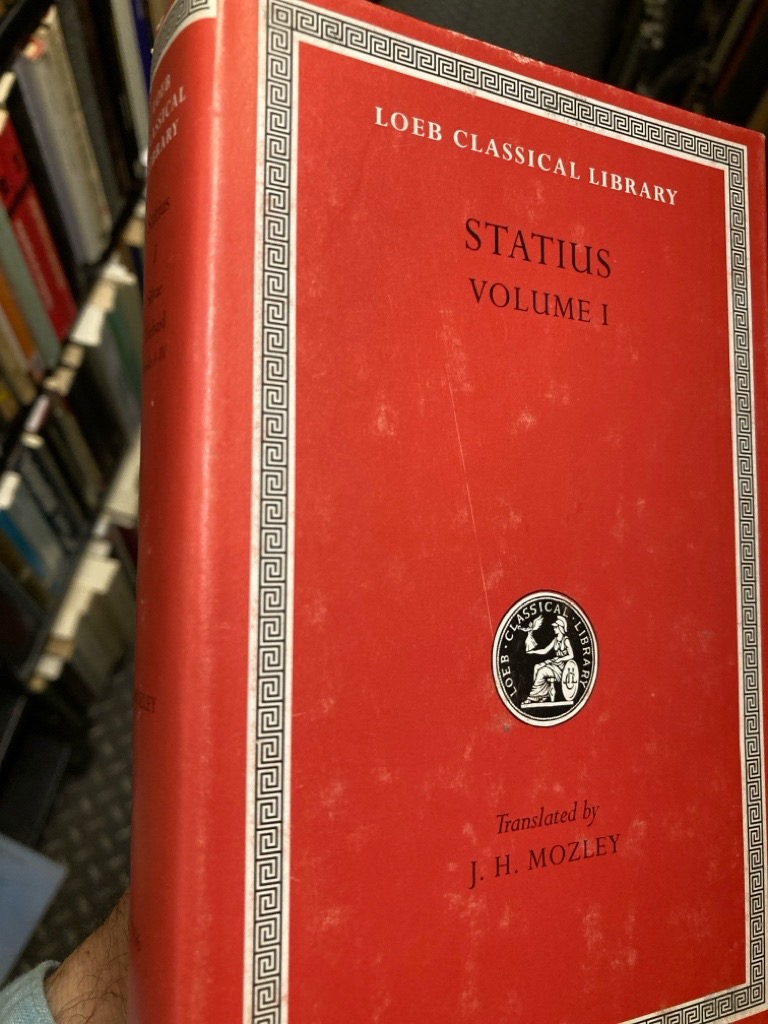 LOEB CLASSICAL LIBRARY
STATIUS
VOLUME I
LOEB · CLASSICAL · LIBRARY
Translated by
J. H. MOZLEY